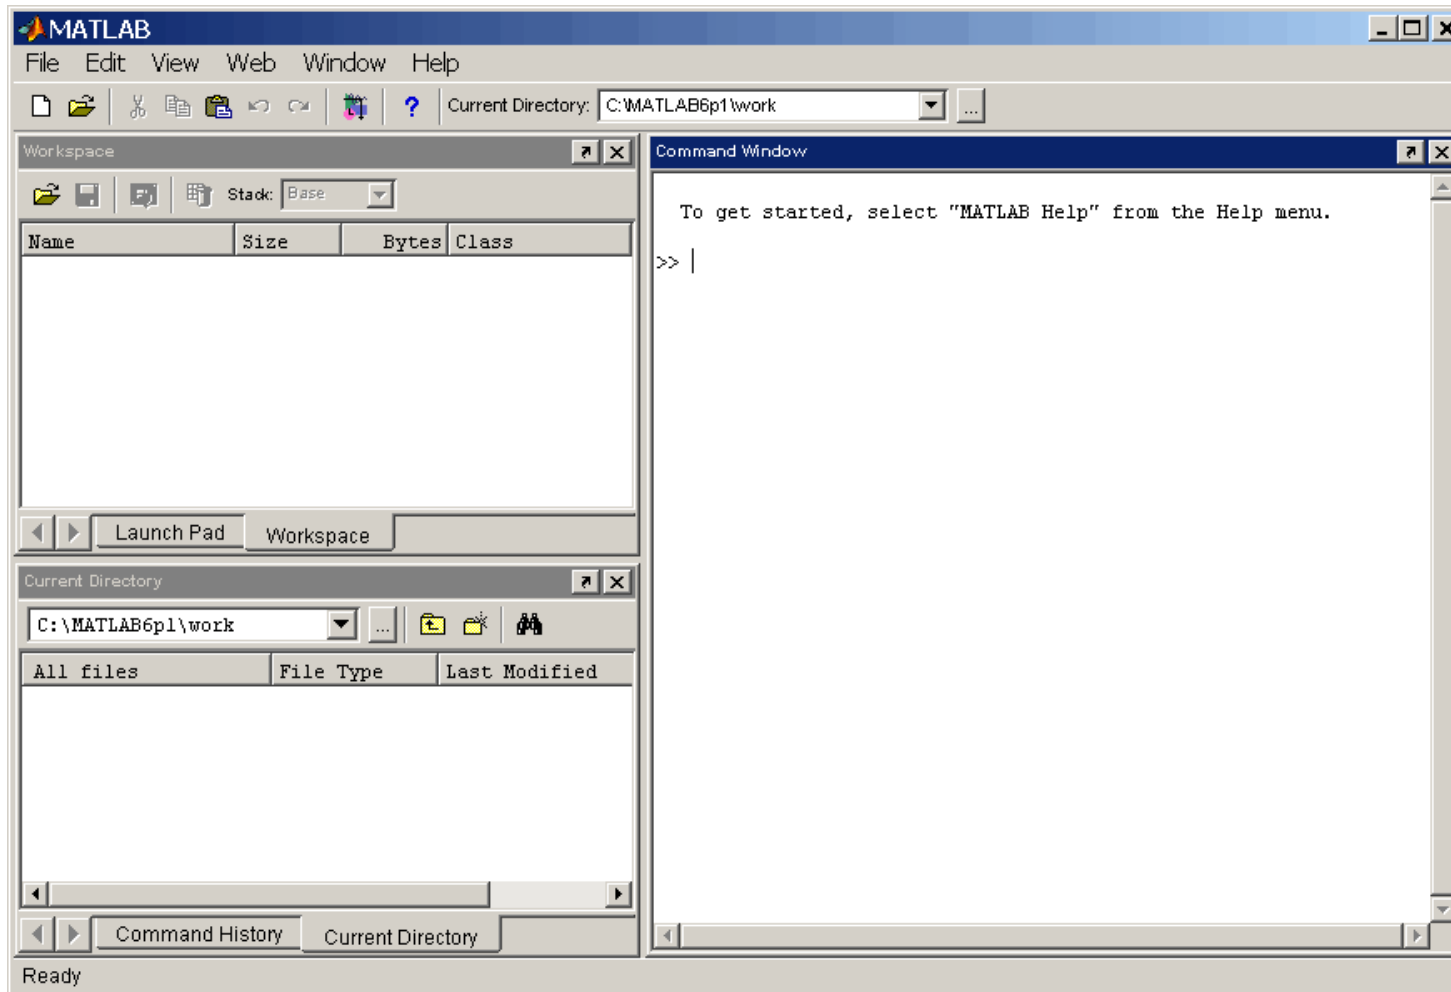 MATLAB
File Edit View Web Window Help
? Current Directory: C:\MATLAB6p1\work ...
Workspace
Stack: Base
Name Size Bytes Class
Launch Pad Workspace
Current Directory
C:\MATLAB6p1\work ...
All files File Type Last Modified
Command History Current Directory
Command Window
To get started, select "MATLAB Help" from the Help menu.
>>
Ready